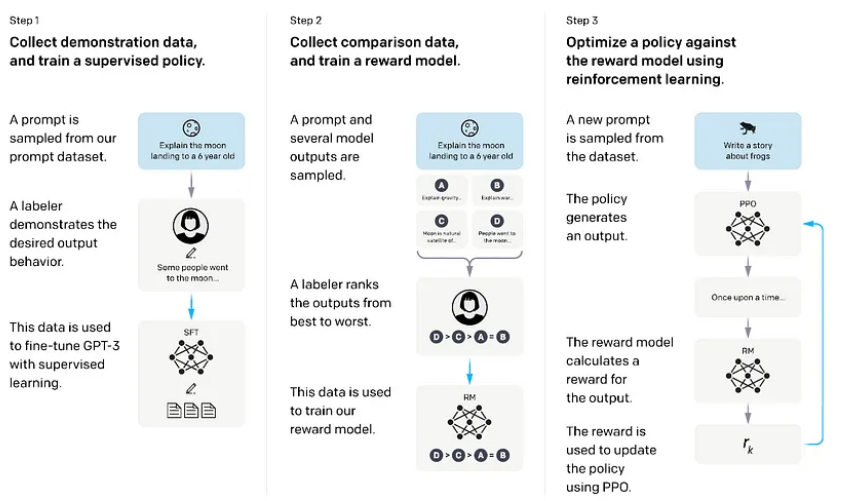 Step 1
Collect demonstration data,
and train a supervised policy.
A prompt is
sampled from our
prompt dataset.
Explain the moon
landing to a 6 year old
A labeler
demonstrates the
desired output
behavior.
Some people went
to the moon...
This data is used
to fine-tune GPT-3
with supervised
learning.
SFT
Step 2
Collect comparison data,
and train a reward model.
A prompt and
several model
outputs are
sampled.
Explain the moon
landing to a 6 year old
A
Explain gravity...
B
Explain war...
C
Moon is natural
satellite of...
D
People went to
the moon...
A labeler ranks
the outputs from
best to worst.
D > C > A = B
This data is used
to train our
reward model.
RM
D > C > A = B
Step 3
Optimize a policy against
the reward model using
reinforcement learning.
A new prompt
is sampled from
the dataset.
Write a story
about frogs
The policy
generates
an output.
PPO
Once upon a time...
The reward model
calculates a
reward for
the output.
RM
The reward is
used to update
the policy
using PPO.
rk